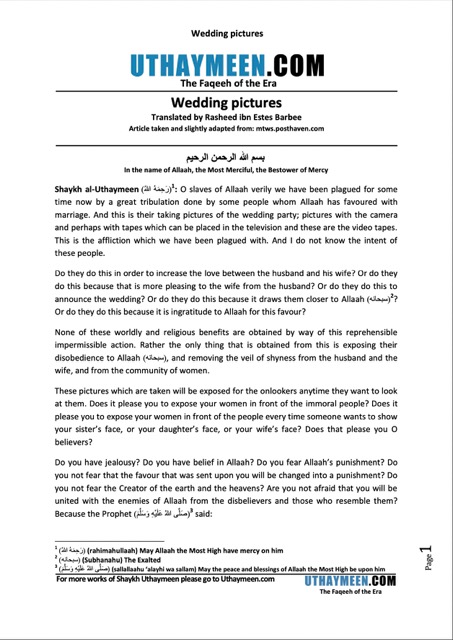 Wedding pictures
UTHAYMEEN.COM
The Faqeeh of the Era
Wedding pictures
Translated by Rasheed ibn Estes Barbee
Article taken and slightly adapted from: mtws.posthaven.com
بسم الله الرحمن الرحيم
In the name of Allaah, the Most Merciful, the Bestower of Mercy
Shaykh al-Uthaymeen (رَحِمَهُ اللهُ)1: O slaves of Allaah verily we have been plagued for some
time now by a great tribulation done by some people whom Allaah has favoured with
marriage. And this is their taking pictures of the wedding party; pictures with the camera
and perhaps with tapes which can be placed in the television and these are the video tapes.
This is the affliction which we have been plagued with. And I do not know the intent of
these people.
Do they do this in order to increase the love between the husband and his wife? Or do they
do this because that is more pleasing to the wife from the husband? Or do they do this to
announce the wedding? Or do they do this because it draws them closer to Allaah (سبحانه)2?
Or do they do this because it is ingratitude to Allaah for this favour?
None of these worldly and religious benefits are obtained by way of this reprehensible
impermissible action. Rather the only thing that is obtained from this is exposing their
disobedience to Allaah (سبحانه), and removing the veil of shyness from the husband and the
wife, and from the community of women.
These pictures which are taken will be exposed for the onlookers anytime they want to look
at them. Does it please you to expose your women in front of the immoral people? Does it
please you to expose your women in front of the people every time someone wants to show
your sister's face, or your daughter's face, or your wife's face? Does that please you O
believers?
Do you have jealousy? Do you have belief in Allaah? Do you fear Allaah's punishment? Do
you not fear that the favour that was sent upon you will be changed into a punishment? Do
you not fear the Creator of the earth and the heavens? Are you not afraid that you will be
united with the enemies of Allaah from the disbelievers and those who resemble them?
Because the Prophet (صَلَّى اللهُ عَلَيْهِ وَسَلَّمَ)3 said:
1 (رَحِمَهُ اللهُ) (rahimahullaah) May Allaah the Most High have mercy on him
2 (سبحانه) (Subhanahu) The Exalted
3 (صَلَّى اللهُ عَلَيْهِ وَسَلَّمَ) (sallallaahu 'alayhi wa sallam) May the peace and blessings of Allaah the Most High be upon him
For more works of Shaykh Uthaymeen please go to Uthaymeen.com
UTHAYMEEN.COM
The Faqeeh of the Era
Page 1